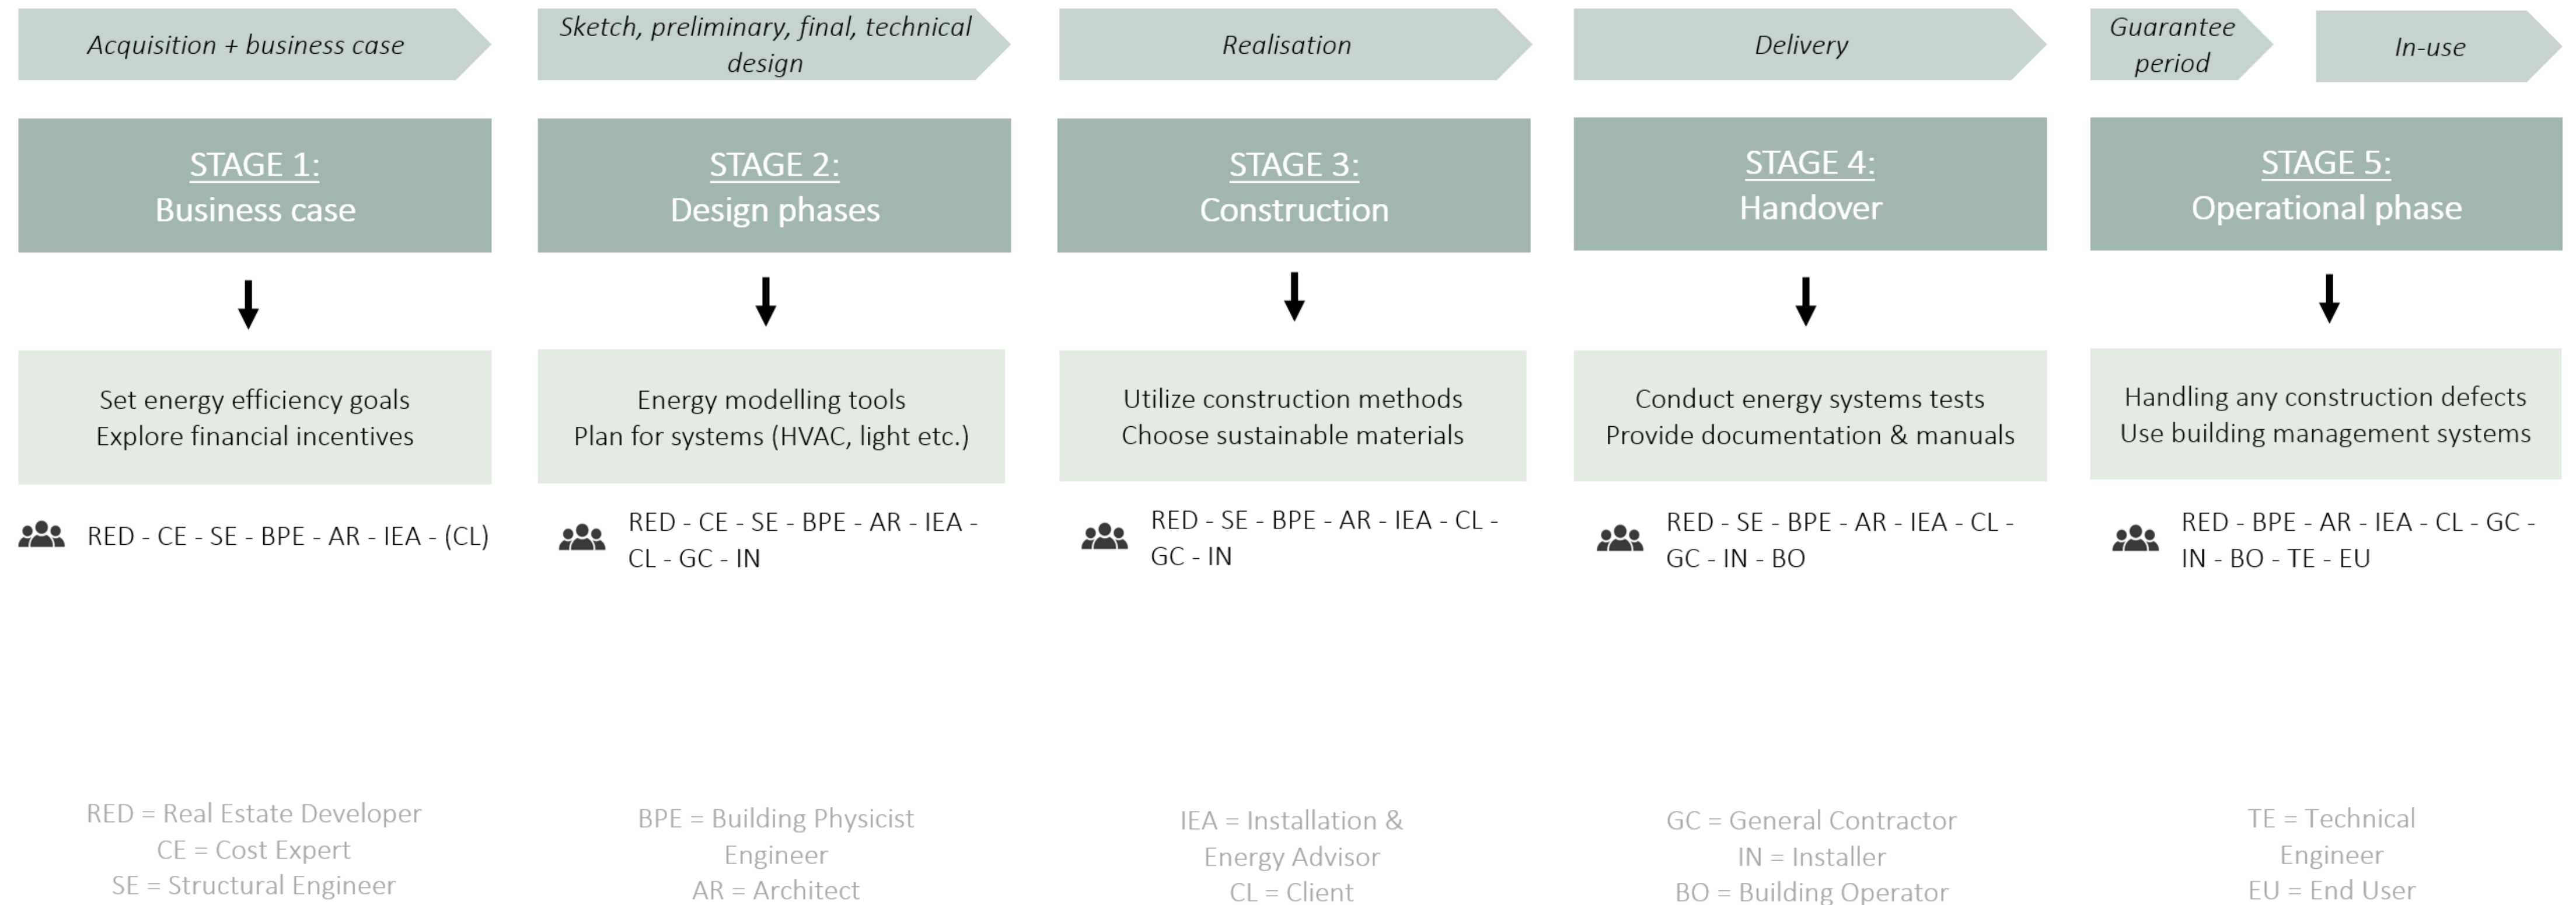 Acquisition + business case
Sketch, preliminary, final, technical
design
Realisation
Delivery
Guarantee
period
In-use
STAGE 1:
Business case
STAGE 2:
Design phases
STAGE 3:
Construction
STAGE 4:
Handover
STAGE 5:
Operational phase
Set energy efficiency goals
Explore financial incentives
Energy modelling tools
Plan for systems (HVAC, light etc.)
Utilize construction methods
Choose sustainable materials
Conduct energy systems tests
Provide documentation & manuals
Handling any construction defects
Use building management systems
RED - CE - SE - BPE - AR - IEA - (CL)
RED - CE - SE - BPE - AR - IEA -
CL - GC - IN
RED - SE - BPE - AR - IEA - CL -
GC - IN
RED - SE - BPE - AR - IEA - CL -
GC - IN - BO
RED - BPE - AR - IEA - CL - GC -
IN - BO - TE - EU
RED = Real Estate Developer
CE = Cost Expert
SE = Structural Engineer
BPE = Building Physicist
Engineer
AR = Architect
IEA = Installation &
Energy Advisor
CL = Client
GC = General Contractor
IN = Installer
BO = Building Operator
TE = Technical
Engineer
EU = End User